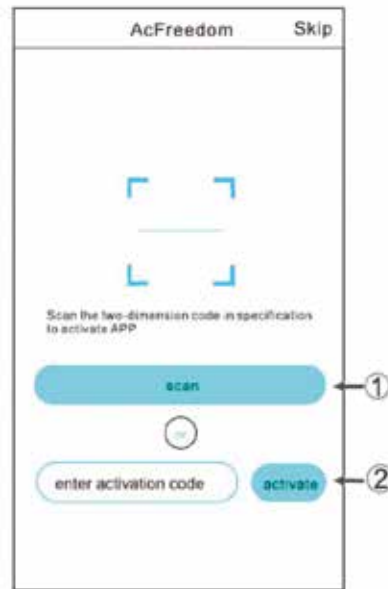 AcFreedom Skip
Scan the two-dimension code in specification
to activate APP
scan
①
or
enter activation code activate ②